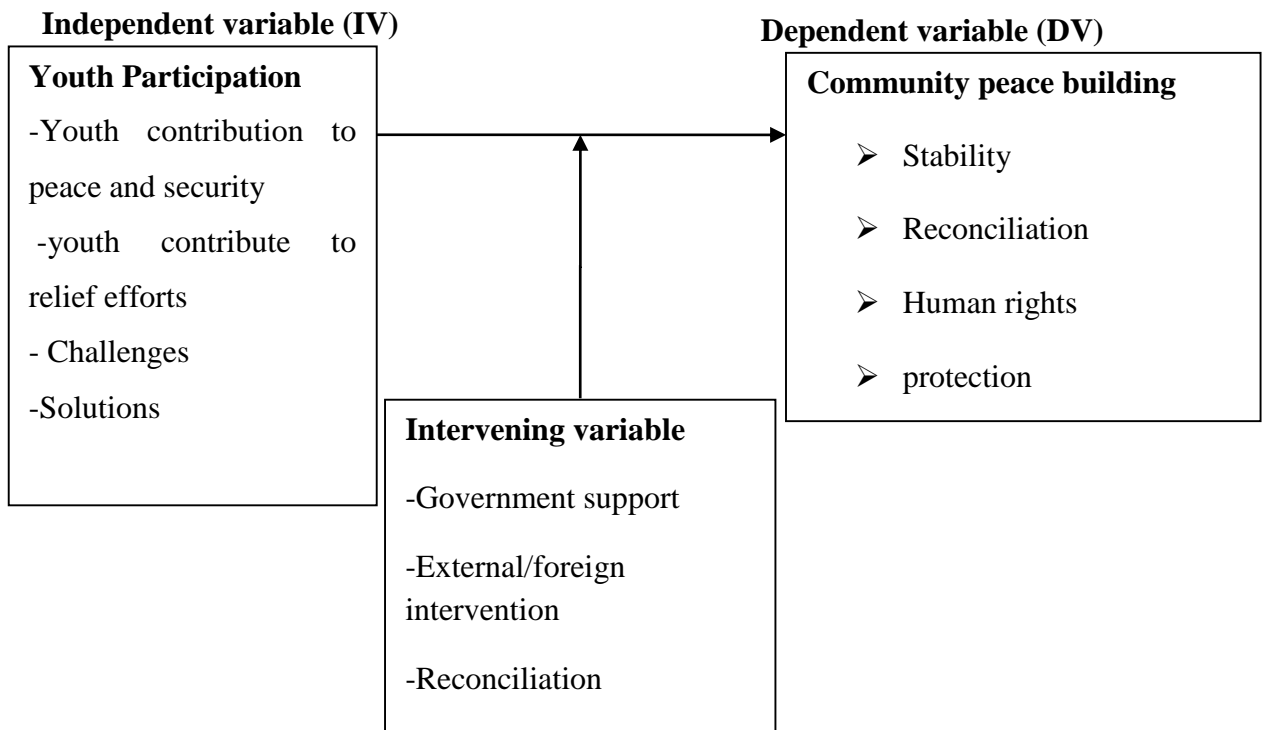 Independent variable (IV)
Dependent variable (DV)
Youth Participation
-Youth contribution to
peace and security
-youth contribute to
relief efforts
- Challenges
-Solutions
Community peace building
➢ Stability
➢ Reconciliation
➢ Human rights
➢ protection
Intervening variable
-Government support
-External/foreign
intervention
-Reconciliation